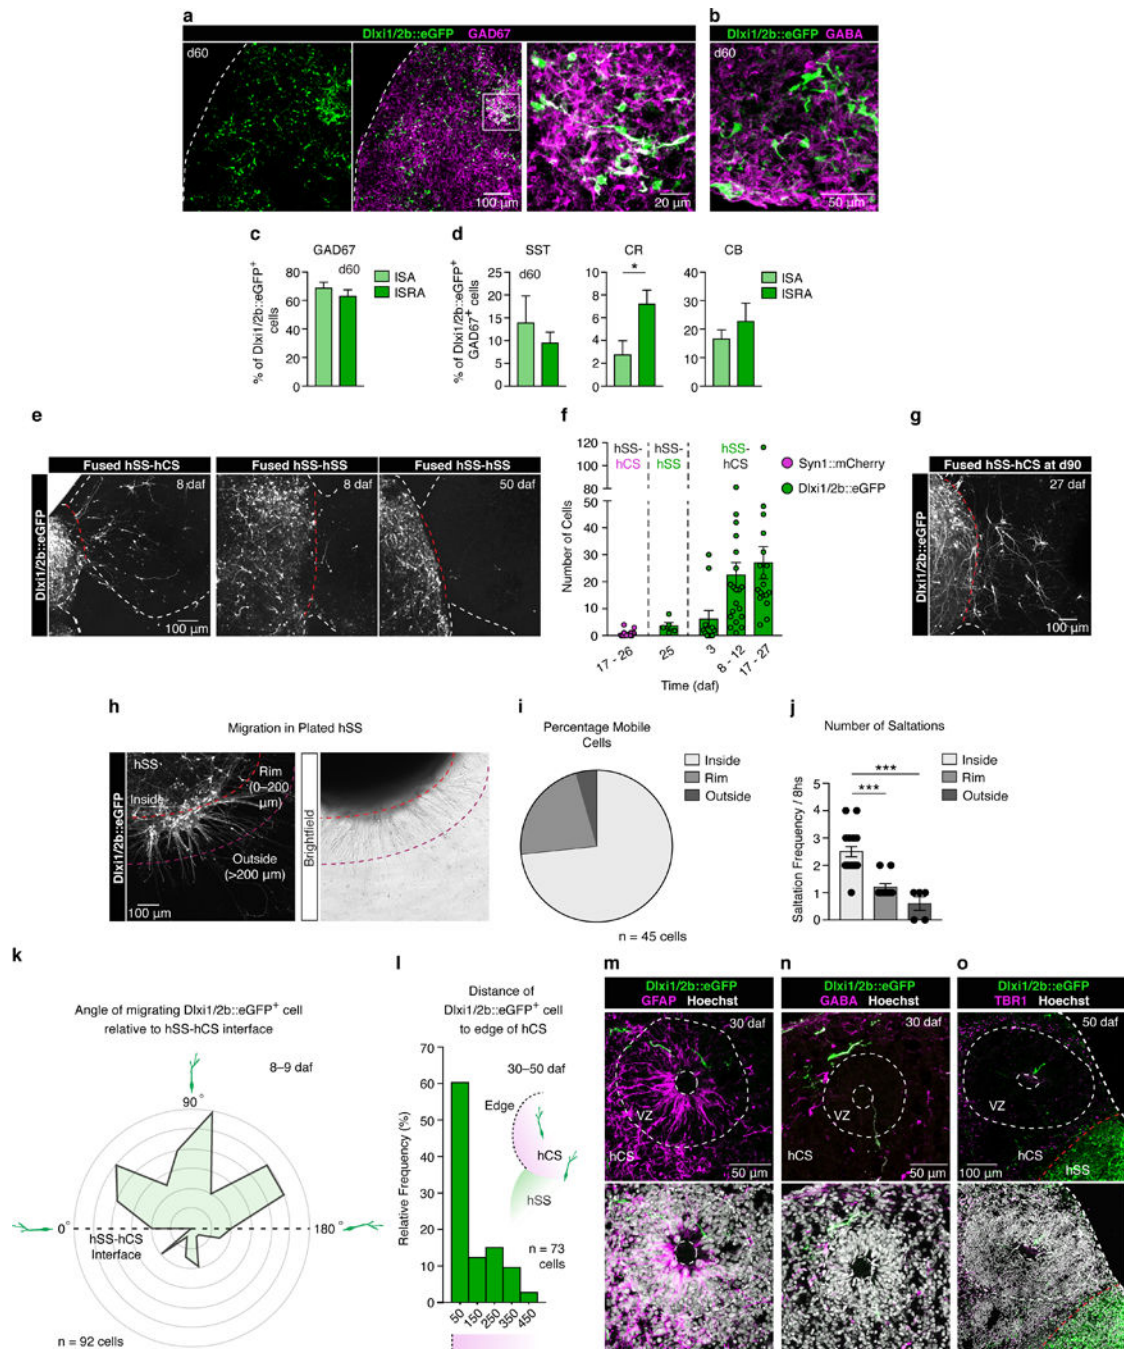 a
b
Dlxi1/2b::eGFP GAD67
Dlxi1/2b::eGFP GABA
d60
d60
100 µm
20 µm
50 µm
c
d
GAD67
SST
CR
CB
% of Dlxi1/2b::eGFP+
cells
80
60
40
20
0
d60
ISA
ISRA
% of Dlxi1/2b::eGFP+
GAD67+ cells
25
20
15
10
5
0
d60
10
8
6
4
2
0
*
40
30
20
10
0
ISA
ISRA
e
Dlxi1/2b::eGFP
Fused hSS-hCS
Fused hSS-hSS
Fused hSS-hSS
8 daf
8 daf
50 daf
100 µm
f
Number of Cells
120
100
80
50
40
30
20
10
0
hSS-
hCS
hSS-
hSS
hSS-
hCS
Syn1::mCherry
Dlxi1/2b::eGFP
17 - 26
25
3
8 - 12
17 - 27
Time (daf)
g
Dlxi1/2b::eGFP
Fused hSS-hCS at d90
27 daf
100 µm
h
Migration in Plated hSS
Dlxi1/2b::eGFP
hSS
Inside
Rim
(0–200
µm)
Outside
(>200 µm)
100 µm
Brightfield
i
Percentage Mobile
Cells
Inside
Rim
Outside
n = 45 cells
j
Number of Saltations
Saltation Frequency / 8hs
5
4
3
2
1
0
***
***
Inside
Rim
Outside
k
Angle of migrating Dlxi1/2b::eGFP+ cell
relative to hSS-hCS interface
8–9 daf
90°
0°
180°
hSS-hCS
Interface
n = 92 cells
l
Distance of
Dlxi1/2b::eGFP+ cell
to edge of hCS
Relative Frequency (%)
70
60
50
40
30
20
10
0
30–50 daf
Edge
hCS
hSS
n = 73
cells
50
150
250
350
450
m
Dlxi1/2b::eGFP
GFAP Hoechst
30 daf
VZ
hCS
50 µm
n
Dlxi1/2b::eGFP
GABA Hoechst
30 daf
VZ
hCS
50 µm
o
Dlxi1/2b::eGFP
TBR1 Hoechst
50 daf
VZ
hCS
100 µm
hSS